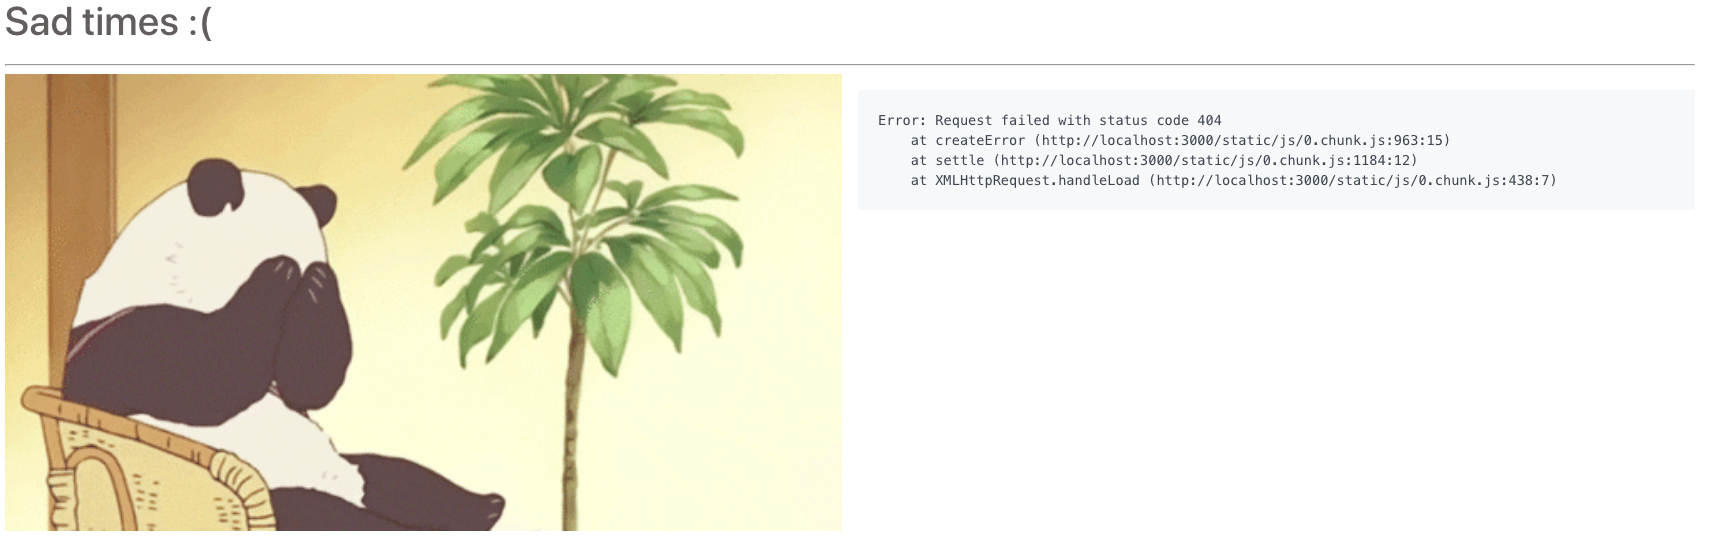 Sad times :(
Error: Request failed with status code 404
    at createError (http://localhost:3000/static/js/0.chunk.js:963:15)
    at settle (http://localhost:3000/static/js/0.chunk.js:1184:12)
    at XMLHttpRequest.handleLoad (http://localhost:3000/static/js/0.chunk.js:438:7)